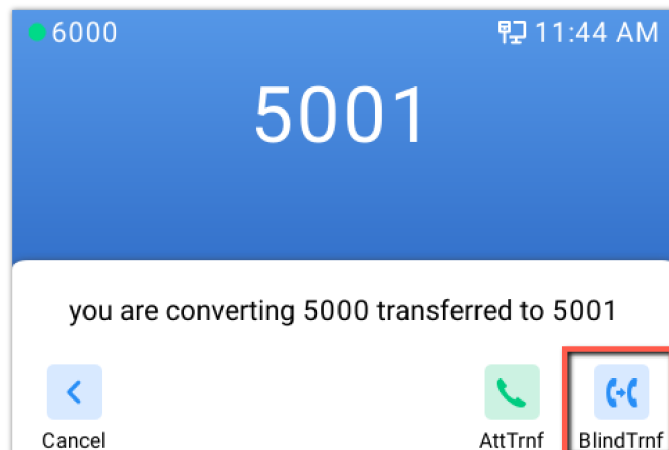 6000 11:44 AM
5001
you are converting 5000 transferred to 5001
Cancel AttTrnf BlindTrnf